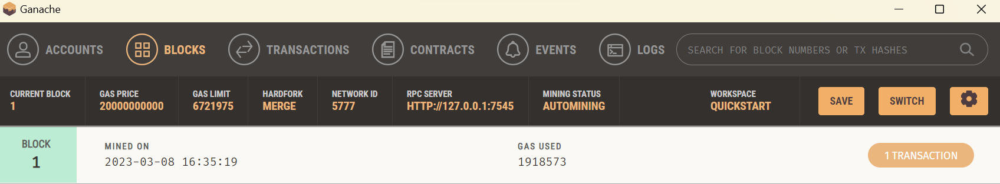 Ganache
ACCOUNTS BLOCKS TRANSACTIONS CONTRACTS EVENTS LOGS SEARCH FOR BLOCK NUMBERS OR TX HASHES
CURRENT BLOCK GAS PRICE GAS LIMIT HARDFORK NETWORK ID RPC SERVER MINING STATUS WORKSPACE
1 20000000000 6721975 MERGE 5777 HTTP://127.0.0.1:7545 AUTOMINING QUICKSTART
SAVE SWITCH
BLOCK MINED ON GAS USED
1 2023-03-08 16:35:19 1918573
1 TRANSACTION